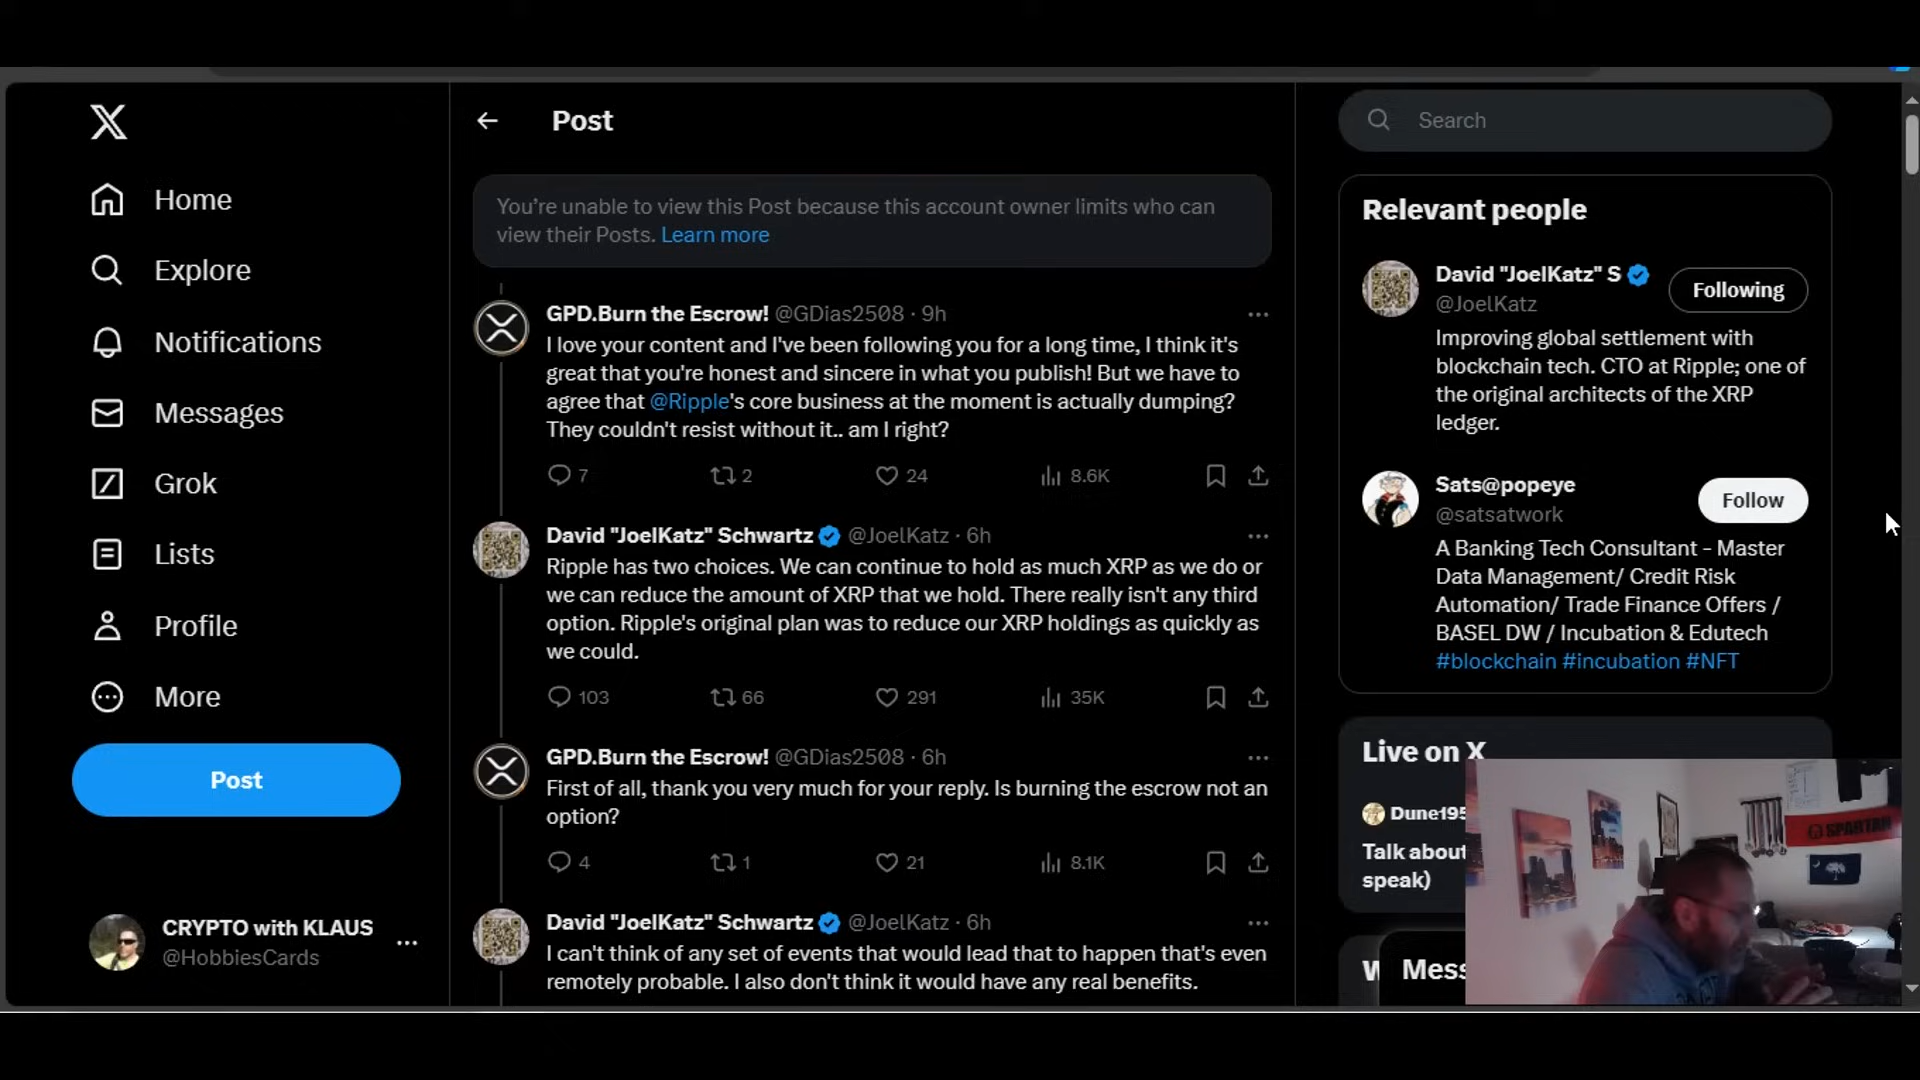 Home
Explore
Notifications
Messages
Grok
Lists
Profile
More
Post
CRYPTO with KLAUS
@HobbiesCards
Post
You're unable to view this Post because this account owner limits who can
view their Posts. Learn more
GPD.Burn the Escrow! @GDias2508 · 9h
I love your content and I've been following you for a long time, I think it's
great that you're honest and sincere in what you publish! But we have to
agree that @Ripple's core business at the moment is actually dumping?
They couldn't resist without it.. am I right?
7 2 24 8.6K
David "JoelKatz" Schwartz @JoelKatz · 6h
Ripple has two choices. We can continue to hold as much XRP as we do or
we can reduce the amount of XRP that we hold. There really isn't any third
option. Ripple's original plan was to reduce our XRP holdings as quickly as
we could.
103 66 291 35K
GPD.Burn the Escrow! @GDias2508 · 6h
First of all, thank you very much for your reply. Is burning the escrow not an
option?
4 1 21 8.1K
David "JoelKatz" Schwartz @JoelKatz · 6h
I can't think of any set of events that would lead that to happen that's even
remotely probable. I also don't think it would have any real benefits.
Search
Relevant people
David "JoelKatz" S
@JoelKatz
Following
Improving global settlement with
blockchain tech. CTO at Ripple; one of
the original architects of the XRP
ledger.
Sats@popeye
@satsatwork
Follow
A Banking Tech Consultant - Master
Data Management/ Credit Risk
Automation/ Trade Finance Offers /
BASEL DW / Incubation & Edutech
#blockchain #incubation #NFT
Live on X
Dune195
Talk about
speak)
Mess
SPARTAN